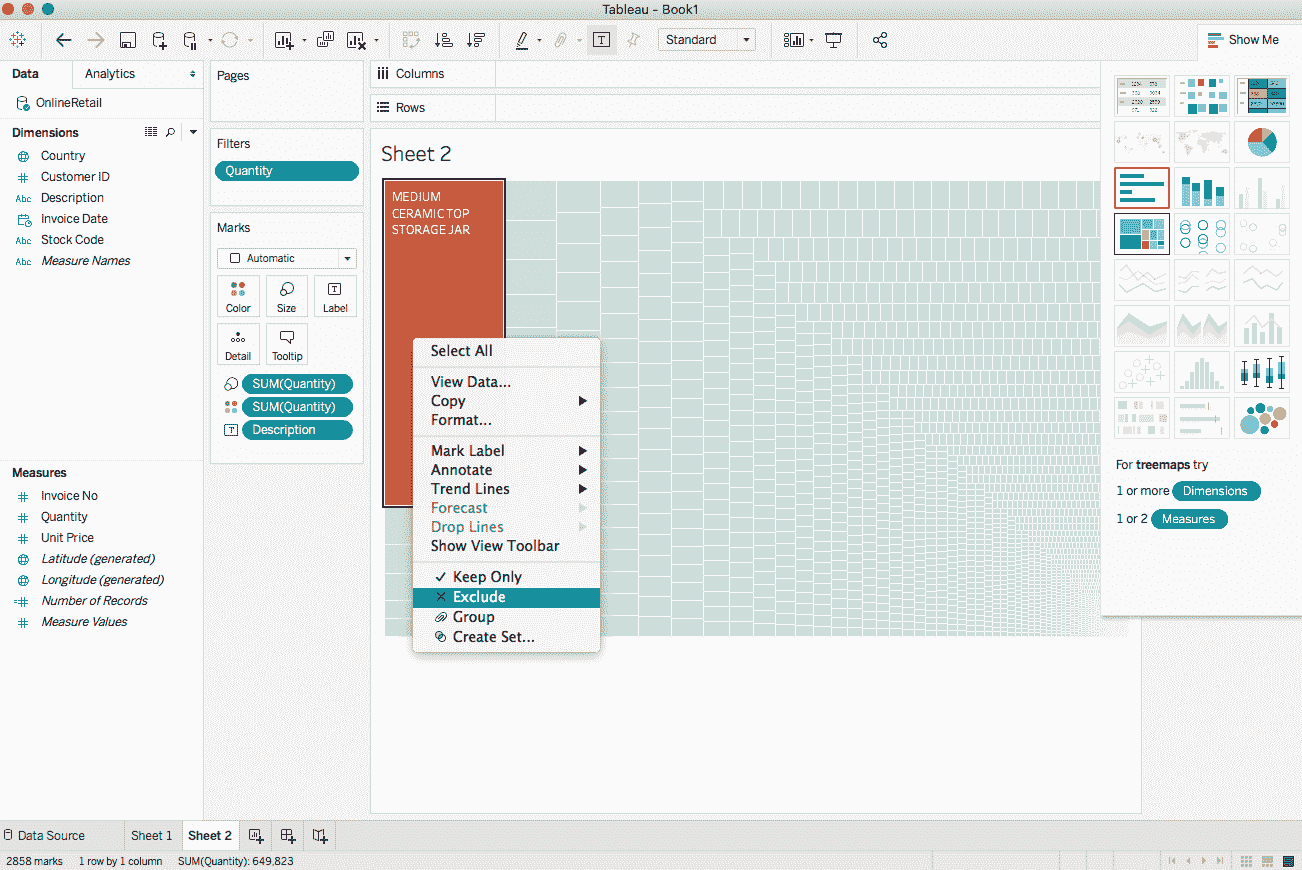 Tableau - Book1
Standard
Show Me
Data
Analytics
OnlineRetail
Dimensions
Country
Customer ID
Abc Description
Invoice Date
Abc Stock Code
Abc Measure Names
Measures
Invoice No
Quantity
Unit Price
Latitude (generated)
Longitude (generated)
Number of Records
Measure Values
Pages
Filters
Quantity
Marks
Automatic
Color
Size
Label
Detail
Tooltip
SUM(Quantity)
SUM(Quantity)
Description
Columns
Rows
Sheet 2
MEDIUM
CERAMIC TOP
STORAGE JAR
Select All
View Data...
Copy
Format...
Mark Label
Annotate
Trend Lines
Forecast
Drop Lines
Show View Toolbar
Keep Only
Exclude
Group
Create Set...
For treemaps try
1 or more Dimensions
1 or 2 Measures
Data Source
Sheet 1
Sheet 2
2858 marks
1 row by 1 column
SUM(Quantity): 649,823